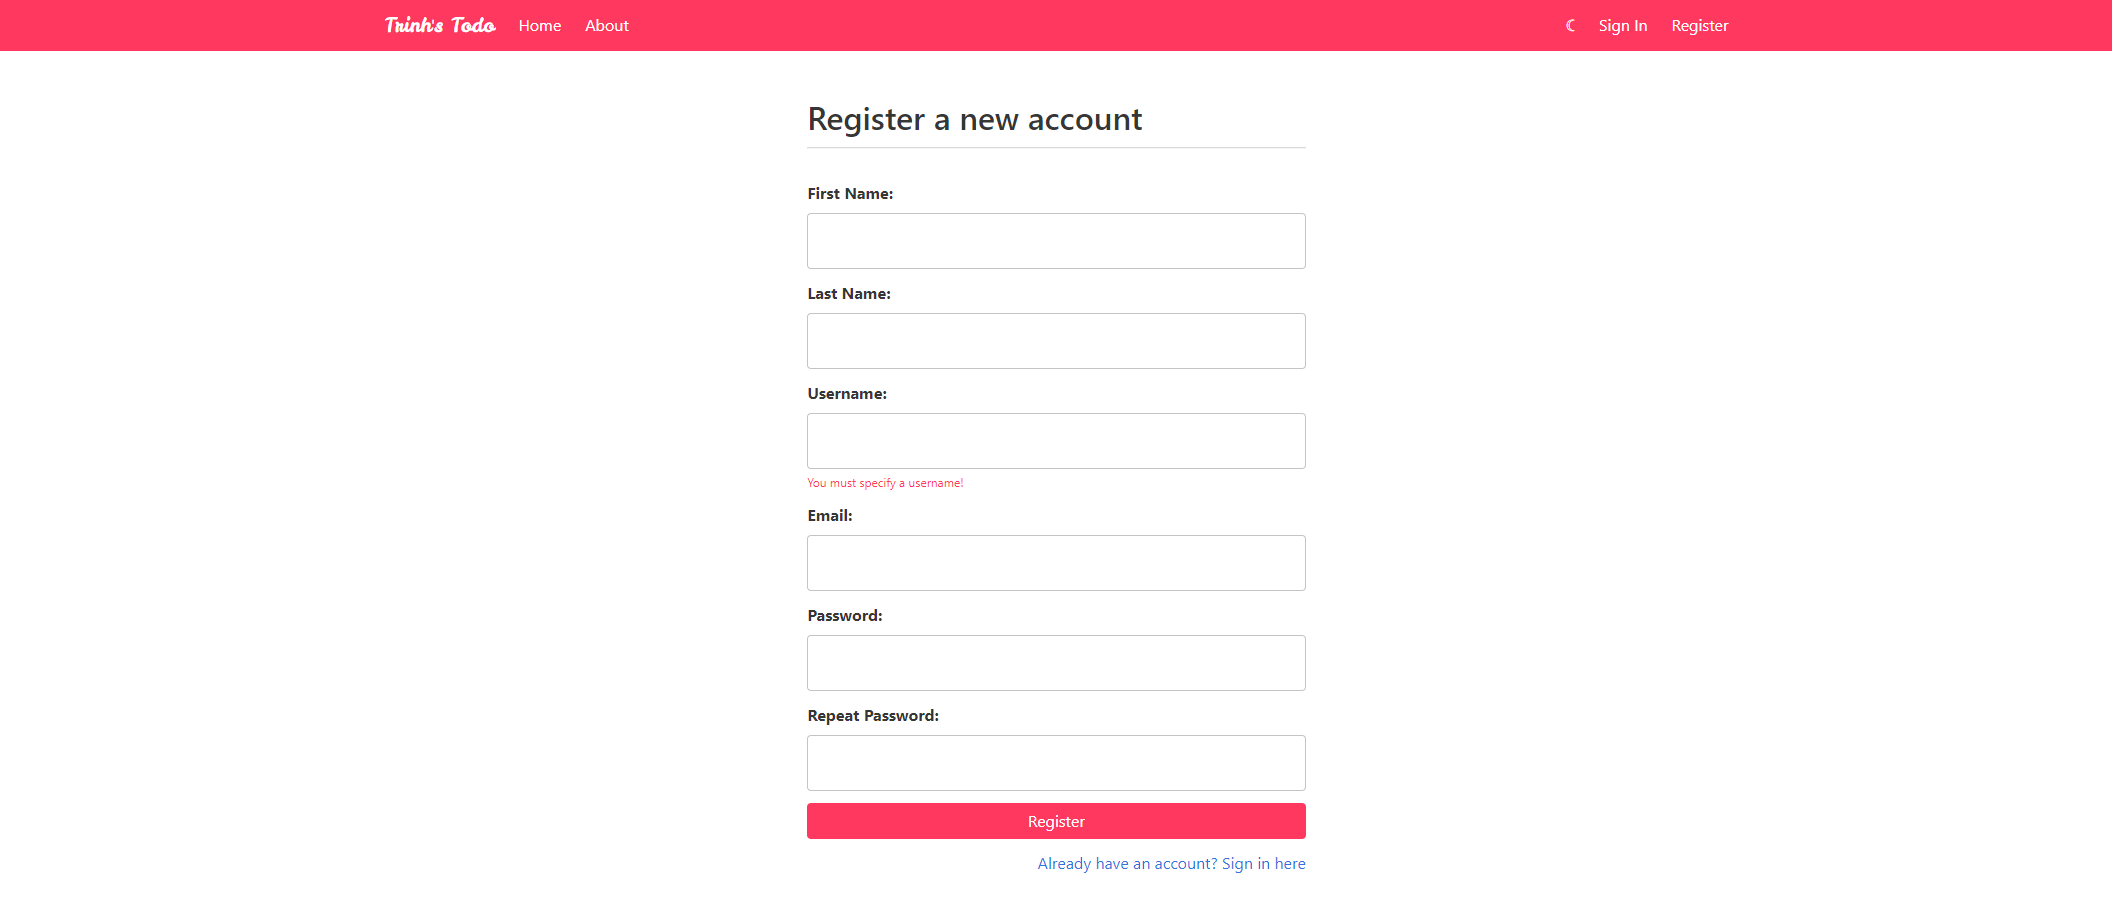 Trinh's Todo Home About ☾ Sign In Register
Register a new account
First Name:
Last Name:
Username:
You must specify a username!
Email:
Password:
Repeat Password:
Register
Already have an account? Sign in here